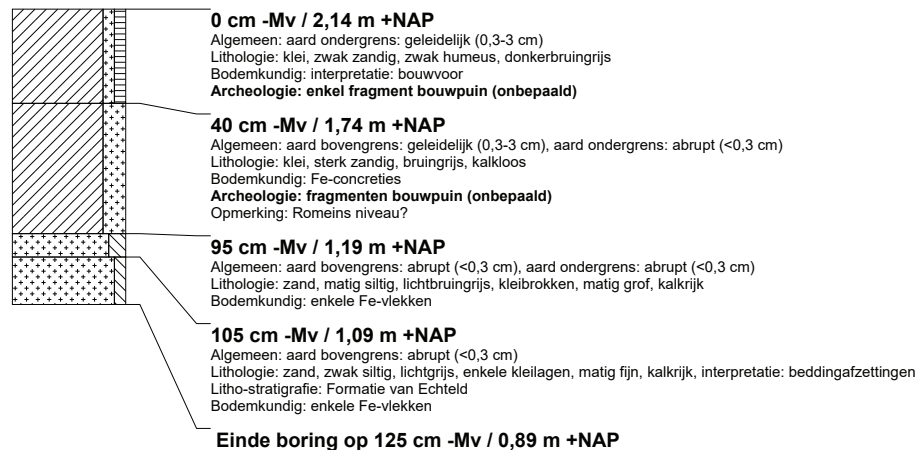 0 cm -Mv / 2,14 m +NAP
Algemeen: aard ondergrens: geleidelijk (0,3-3 cm)
Lithologie: klei, zwak zandig, zwak humeus, donkerbruingrijs
Bodemkundig: interpretatie: bouwvoor
Archeologie: enkel fragment bouwpuin (onbepaald)
40 cm -Mv / 1,74 m +NAP
Algemeen: aard bovengrens: geleidelijk (0,3-3 cm), aard ondergrens: abrupt (<0,3 cm)
Lithologie: klei, sterk zandig, bruingrijs, kalkloos
Bodemkundig: Fe-concreties
Archeologie: fragmenten bouwpuin (onbepaald)
Opmerking: Romeins niveau?
95 cm -Mv / 1,19 m +NAP
Algemeen: aard bovengrens: abrupt (<0,3 cm), aard ondergrens: abrupt (<0,3 cm)
Lithologie: zand, matig siltig, lichtbruingrijs, kleibrokken, matig grof, kalkrijk
Bodemkundig: enkele Fe-vlekken
105 cm -Mv / 1,09 m +NAP
Algemeen: aard bovengrens: abrupt (<0,3 cm)
Lithologie: zand, zwak siltig, lichtgrijs, enkele kleilagen, matig fijn, kalkrijk, interpretatie: beddingafzettingen
Litho-stratigrafie: Formatie van Echteld
Bodemkundig: enkele Fe-vlekken
Einde boring op 125 cm -Mv / 0,89 m +NAP